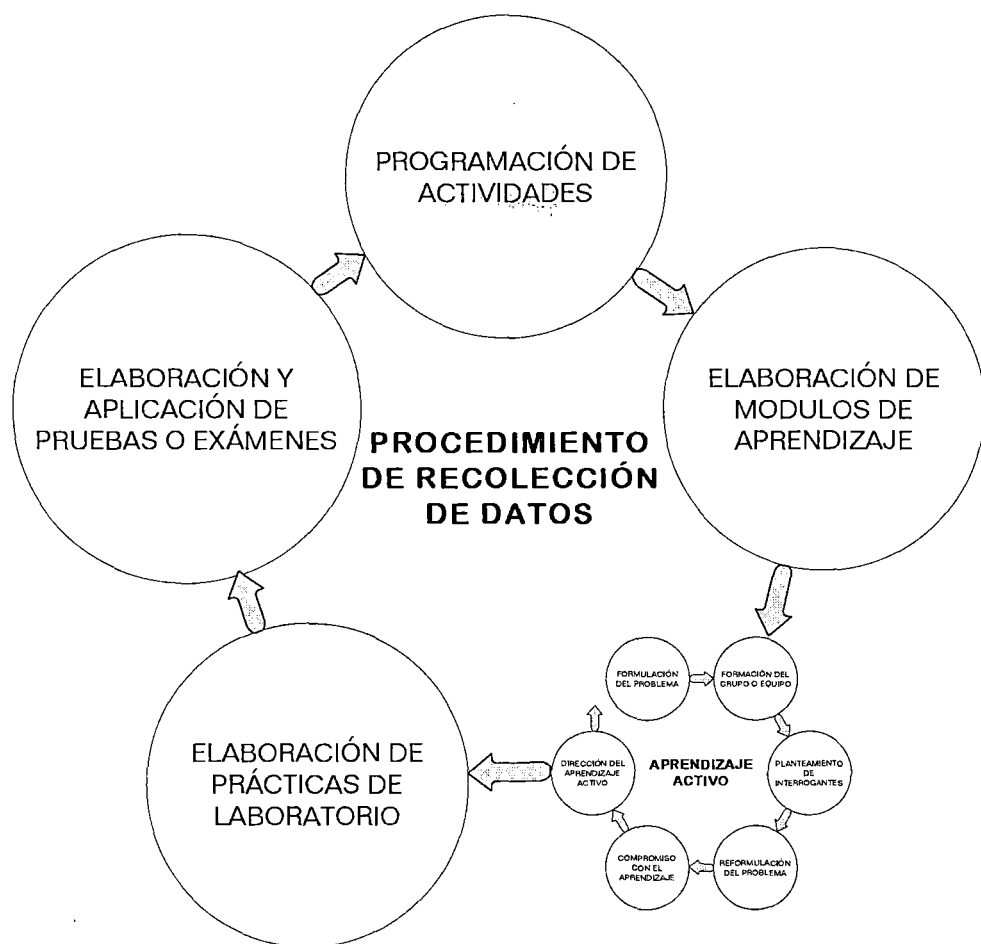 PROGRAMACIÓN DE
ACTIVIDADES
ELABORACIÓN Y
APLICACIÓN DE
PRUEBAS O EXÁMENES
ELABORACIÓN DE
MODULOS DE
APRENDIZAJE
PROCEDIMIENTO
DE RECOLECCIÓN
DE DATOS
FORMULACIÓN
DEL PROBLEMA
FORMACIÓN DEL
GRUPO O EQUIPO
ELABORACIÓN DE
PRÁCTICAS DE
LABORATORIO
DIRECCIÓN DEL
APRENDIZAJE
ACTIVO
APRENDIZAJE
ACTIVO
PLANTEAMIENTO
DE
INTERROGANTES
COMPROMISO
CON EL
APRENDIZAJE
REFORMULACIÓN
DEL PROBLEMA